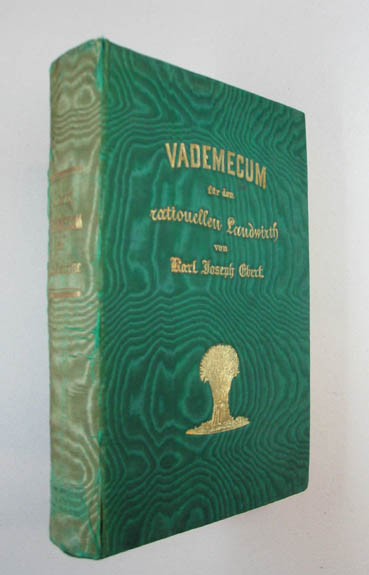 VADEMECUM
für den
rationellen Landwirth
von
Karl Joseph Ebert.